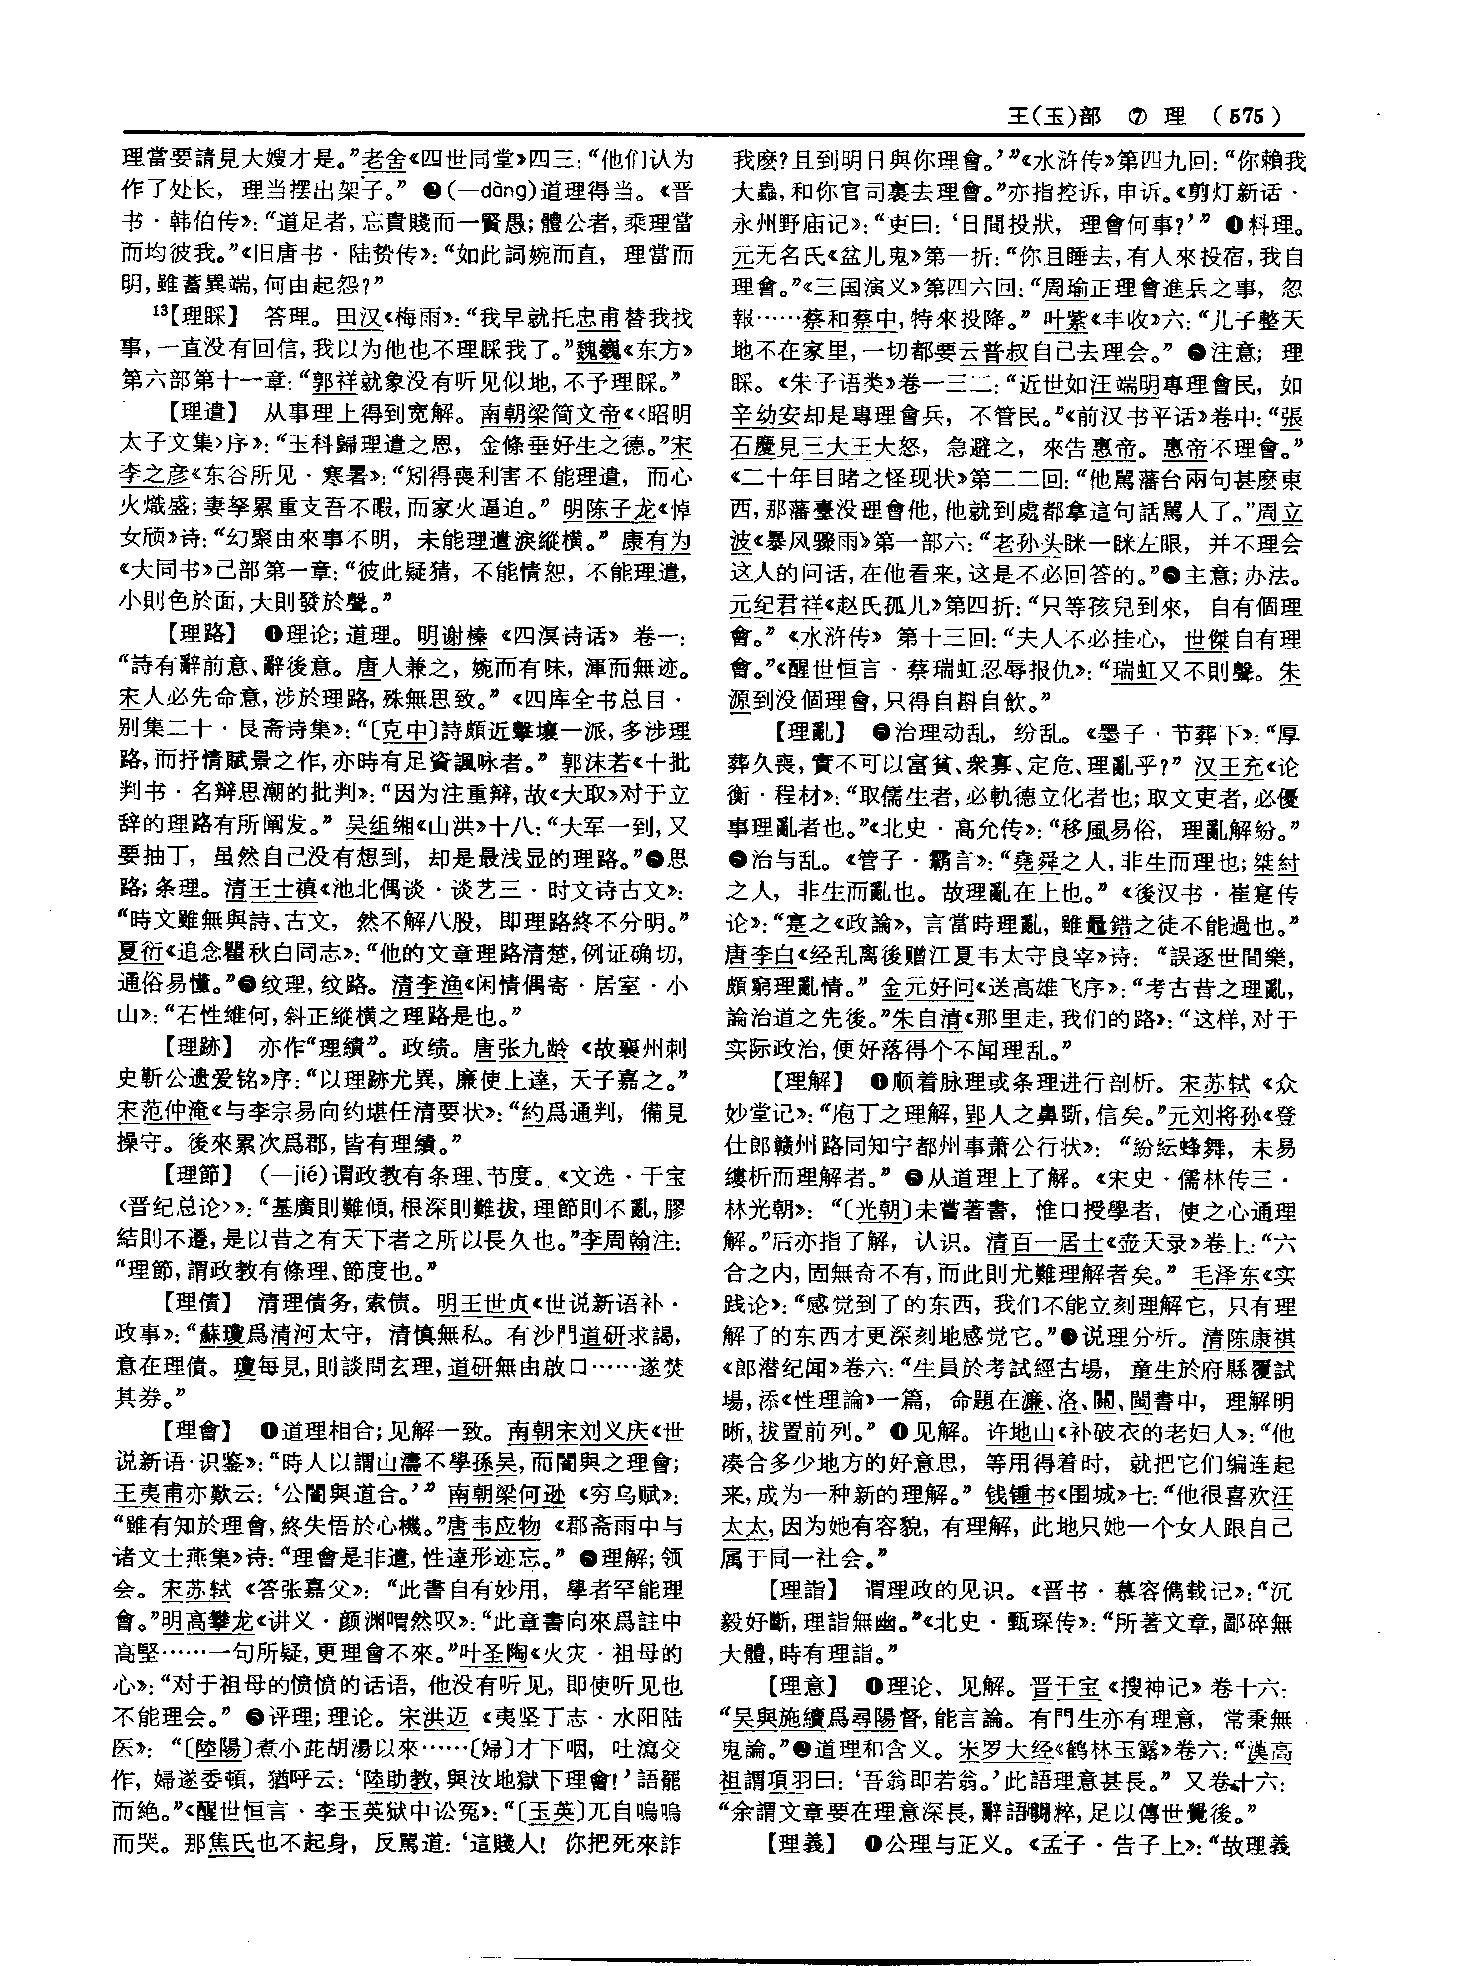 王(玉)部 ⑦ 理 (575)
理當要請見大嫂才是。”老舍《四世同堂》四三:“他们认为
作了处长，理当摆出架子。” ❷(—dàng)道理得当。《晋
书·韩伯传》:“道足者,忘貴賤而一賢愚;體公者,乘理當
而均彼我。”《旧唐书·陆贽传》:“如此詞婉而直，理當而
明,雖蓄異端,何由起怨?”
13【理睬】 答理。田汉《梅雨》:“我早就托忠甫替我找
事,一直没有回信,我以为他也不理睬我了。”魏巍《东方》
第六部第十一章:“郭祥就象没有听见似地,不予理睬。”
【理遣】 从事理上得到宽解。南朝梁简文帝《〈昭明
太子文集〉序》:“玉科歸理遣之恩，金條垂好生之德。”宋
李之彦《东谷所见·寒暑》:“矧得喪利害不能理遣，而心
火熾盛;妻孥累重支吾不暇,而家火逼迫。” 明陈子龙《悼
女颀》诗:“幻聚由來事不明，未能理遣淚縱横。” 康有为
《大同书》己部第一章:“彼此疑猜，不能情恕，不能理遣，
小則色於面,大則發於聲。”
【理路】 ❶理论;道理。明谢榛《四溟诗话》卷一:
“詩有辭前意、辭後意。唐人兼之，婉而有味，渾而無迹。
宋人必先命意,涉於理路,殊無思致。”《四库全书总目·
别集二十·艮斋诗集》:“〔克中〕詩頗近擊壤一派,多涉理
路,而抒情賦景之作,亦時有足資諷咏者。” 郭沫若《十批
判书·名辩思潮的批判》:“因为注重辩,故《大取》对于立
辞的理路有所阐发。” 吴组缃《山洪》十八:“大军一到,又
要抽丁，虽然自己没有想到，却是最浅显的理路。”❷思
路;条理。清王士禛《池北偶谈·谈艺三·时文诗古文》:
“時文雖無與詩、古文，然不解八股，即理路終不分明。”
夏衍《追念瞿秋白同志》:“他的文章理路清楚,例证确切,
通俗易懂。”❸纹理,纹路。清李渔《闲情偶寄·居室·小
山》:“石性維何,斜正縱横之理路是也。”
【理跡】 亦作“理績”。政绩。唐张九龄《故襄州刺
史靳公遗爱铭》序:“以理跡尤異，廉使上達，天子嘉之。”
宋范仲淹《与李宗易向约堪任清要状》:“約爲通判，備見
操守。後來累次爲郡,皆有理績。”
【理節】 (—jié)谓政教有条理、节度。《文选·干宝
〈晋纪总论〉》:“基廣則難傾,根深則難拔,理節則不亂,膠
結則不遷,是以昔之有天下者之所以長久也。”李周翰注:
“理節,謂政教有條理、節度也。”
【理债】 清理债务,索债。明王世贞《世说新语补·
政事》:“蘇瓊爲清河太守，清慎無私。有沙門道研求謁，
意在理債。瓊每見,則談問玄理,道研無由啟口……遂焚
其券。”
【理會】 ❶道理相合;见解一致。南朝宋刘义庆《世
说新语·识鉴》:“時人以謂山濤不學孫吴,而闇與之理會;
王夷甫亦歎云:‘公闇與道合。’” 南朝梁何逊《穷乌赋》:
“雖有知於理會,終失悟於心機。”唐韦应物《郡斋雨中与
诸文士燕集》诗:“理會是非遣,性達形迹忘。” ❷理解;领
会。宋苏轼《答张嘉父》:“此書自有妙用，學者罕能理
會。”明高攀龙《讲义·颜渊喟然叹》:“此章書向來爲註中
高堅……一句所疑,更理會不來。”叶圣陶《火灾·祖母的
心》:“对于祖母的愤愤的话语，他没有听见，即使听见也
不能理会。” ❸评理;理论。宋洪迈《夷坚丁志·水阳陆
医》: “〔陸陽〕煮小茈胡湯以來……〔婦〕才下咽，吐瀉交
作，婦遂委頓，猶呼云:‘陸助教,與汝地獄下理會!’語罷
而絶。”《醒世恒言·李玉英狱中讼冤》:“〔玉英〕兀自嗚嗚
而哭。那焦氏也不起身，反駡道:‘這賤人! 你把死來詐
我麽?且到明日與你理會。’”《水浒传》第四九回:“你賴我
大蟲,和你官司裏去理會。”亦指控诉,申诉。《剪灯新话·
永州野庙记》:“吏曰:‘日間投狀，理會何事?’” ❹料理。
元无名氏《盆儿鬼》第一折:“你且睡去,有人來投宿,我自
理會。”《三国演义》第四六回:“周瑜正理會進兵之事，忽
報……蔡和蔡中,特來投降。” 叶紫《丰收》六:“儿子整天
地不在家里,一切都要云普叔自己去理会。” ❺注意; 理
睬。《朱子语类》卷一三二:“近世如汪端明專理會民，如
辛幼安却是專理會兵，不管民。”《前汉书平话》卷中:“張
石慶見三大王大怒，急避之，來告惠帝。惠帝不理會。”
《二十年目睹之怪现状》第二二回:“他駡藩台兩句甚麽東
西,那藩臺没理會他,他就到處都拿這句話駡人了。”周立
波《暴风骤雨》第一部六:“老孙头眯一眯左眼，并不理会
这人的问话,在他看来,这是不必回答的。”❻主意;办法。
元纪君祥《赵氏孤儿》第四折:“只等孩兒到來，自有個理
會。”《水浒传》第十三回:“夫人不必挂心，世傑自有理
會。”《醒世恒言·蔡瑞虹忍辱报仇》:“瑞虹又不則聲。朱
源到没個理會,只得自斟自飲。”
【理亂】 ❶治理动乱，纷乱。《墨子·节葬下》:“厚
葬久喪,實不可以富貧、衆寡、定危、理亂乎?” 汉王充《论
衡·程材》:“取儒生者,必軌德立化者也;取文吏者,必優
事理亂者也。”《北史·高允传》:“移風易俗，理亂解紛。”
❷治与乱。《管子·霸言》:“堯舜之人,非生而理也;桀紂
之人，非生而亂也。故理亂在上也。”《後汉书·崔寔传
论》:“寔之《政論》，言當時理亂，雖鼂錯之徒不能過也。”
唐李白《经乱离後赠江夏韦太守良宰》诗: “誤逐世間樂，
頗窮理亂情。” 金元好问《送高雄飞序》:“考古昔之理亂，
論治道之先後。”朱自清《那里走,我们的路》:“这样,对于
实际政治,便好落得个不闻理乱。”
【理解】 ❶顺着脉理或条理进行剖析。宋苏轼《众
妙堂记》:“庖丁之理解,郢人之鼻斲,信矣。”元刘将孙《登
仕郎赣州路同知宁都州事萧公行状》: “紛紜蜂舞，未易
縷析而理解者。” ❷从道理上了解。《宋史·儒林传三·
林光朝》: “〔光朝〕未嘗著書，惟口授學者，使之心通理
解。”后亦指了解，认识。清百一居士《壶天录》卷上:“六
合之内,固無奇不有,而此則尤難理解者矣。” 毛泽东《实
践论》:“感觉到了的东西，我们不能立刻理解它，只有理
解了的东西才更深刻地感觉它。”❸说理分析。清陈康祺
《郎潜纪闻》卷六:“生員於考試經古場，童生於府縣覆試
場,添《性理論》一篇，命題在濂、洛、關、閩書中，理解明
晰,拔置前列。” ❹见解。许地山《补破衣的老妇人》:“他
凑合多少地方的好意思，等用得着时，就把它们编连起
来,成为一种新的理解。” 钱锺书《围城》七:“他很喜欢汪
太太,因为她有容貌，有理解，此地只她一个女人跟自己
属于同一社会。”
【理詣】 谓理政的见识。《晋书·慕容儁载记》:“沉
毅好斷,理詣無幽。”《北史·甄琛传》:“所著文章,鄙碎無
大體,時有理詣。”
【理意】 ❶理论、见解。晋干宝《搜神记》卷十六:
“吴興施續爲尋陽督,能言論。有門生亦有理意，常秉無
鬼論。”❷道理和含义。宋罗大经《鹤林玉露》卷六:“漢高
祖謂項羽曰:‘吾翁即若翁。’此語理意甚長。” 又卷十六:
“余謂文章要在理意深長,辭語明粹,足以傳世覺後。”
【理義】 ❶公理与正义。《孟子·告子上》:“故理義